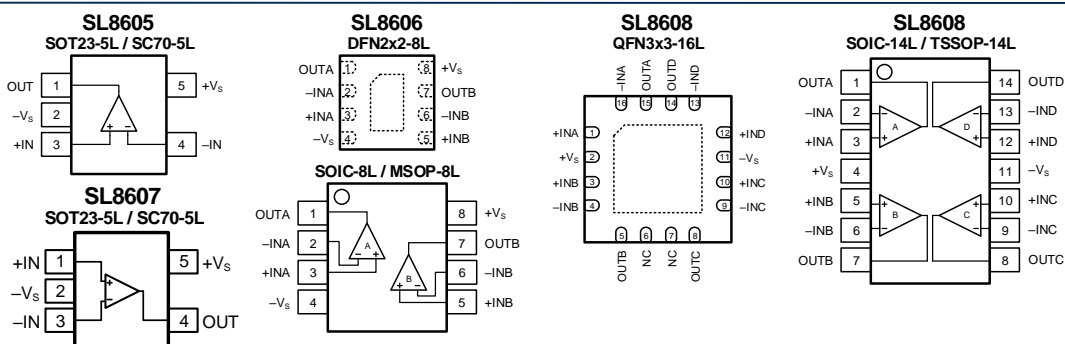 SL8605
SOT23-5L / SC70-5L
OUT 1
–Vs 2
+IN 3
5 +Vs
4 –IN
+ –
SL8607
SOT23-5L / SC70-5L
+IN 1
–Vs 2
–IN 3
5 +Vs
4 OUT
+
–
SL8606
DFN2x2-8L
OUTA 1
–INA 2
+INA 3
–Vs 4
8 +Vs
7 OUTB
6 –INB
5 +INB
SOIC-8L / MSOP-8L
OUTA 1
–INA 2
+INA 3
–Vs 4
8 +Vs
7 OUTB
6 –INB
5 +INB
A
– +
B
+ –
SL8608
QFN3x3-16L
–INA OUTA OUTD –IND
16 15 14 13
+INA 1
+Vs 2
+INB 3
–INB 4
12 +IND
11 –Vs
10 +INC
9 –INC
5 6 7 8
OUTB NC NC OUTC
SL8608
SOIC-14L / TSSOP-14L
OUTA 1
–INA 2
+INA 3
+Vs 4
+INB 5
–INB 6
OUTB 7
14 OUTD
13 –IND
12 +IND
11 –Vs
10 +INC
9 –INC
8 OUTC
– A +
– D +
+ B –
+ C –